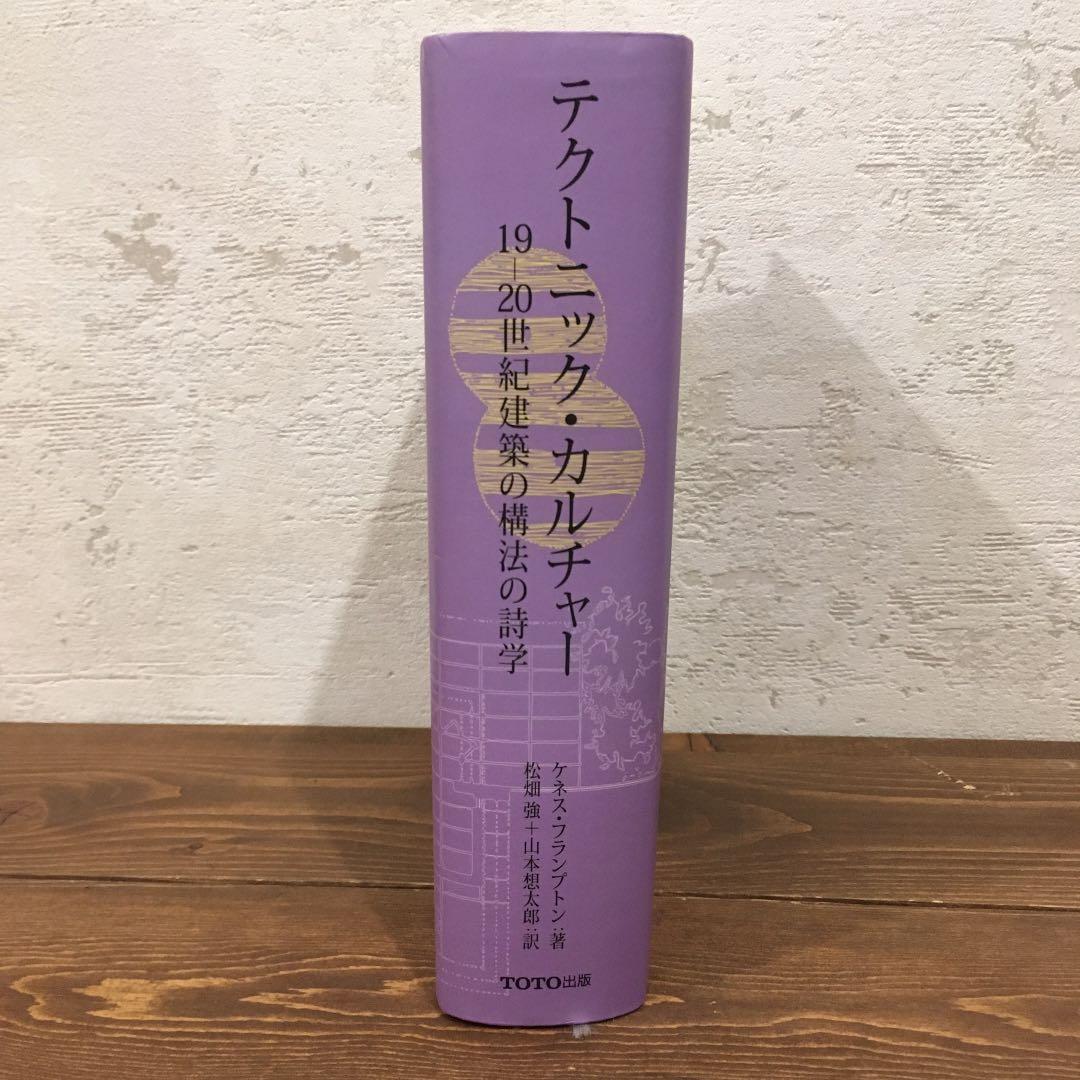 テクトニック・カルチャー
19–20世紀建築の構法の詩学
ケネス・フランプトン:著
松畑 強+山本想太郎:訳
TOTO出版